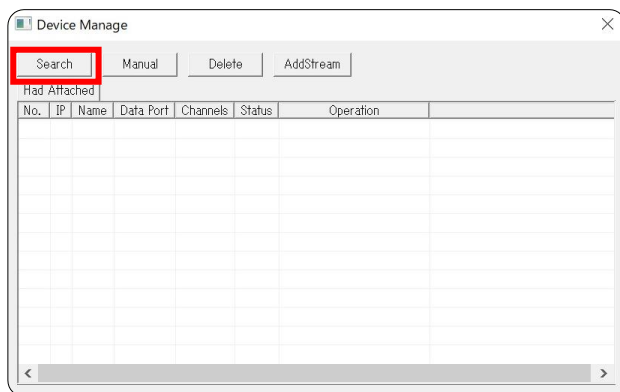 Device Manage
Search Manual Delete AddStream
Had Attached
No. IP Name Data Port Channels Status Operation